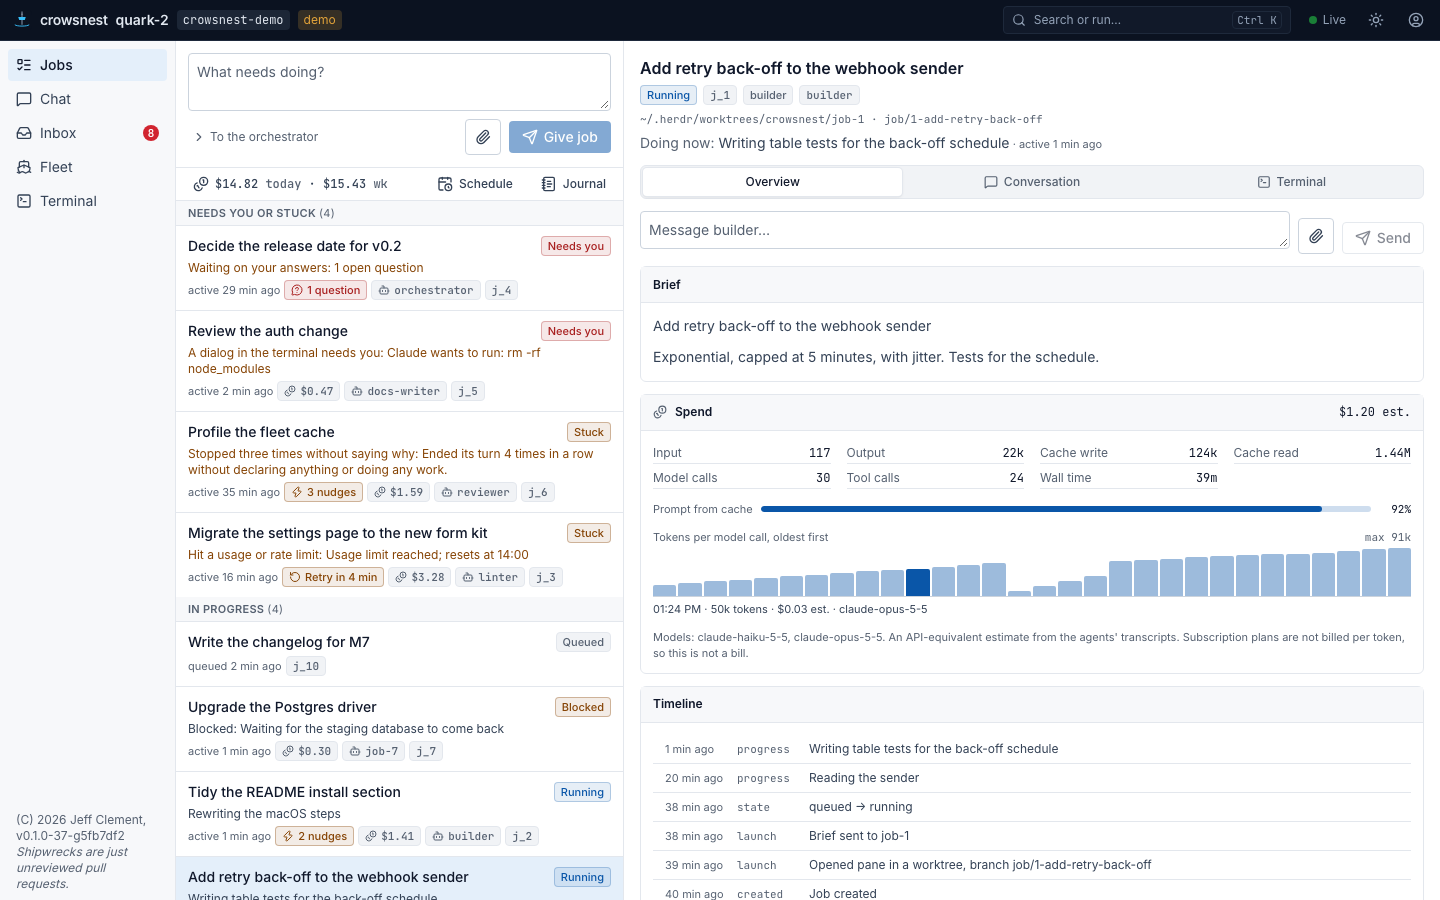 crowsnest quark-2 crowsnest-demo demo
Search or run... Ctrl K
Live
Jobs
Chat
Inbox 8
Fleet
Terminal
(C) 2026 Jeff Clement,
v0.1.0-37-g5fb7df2
Shipwrecks are just
unreviewed pull
requests.
What needs doing?
To the orchestrator
Give job
$14.82 today · $15.43 wk
Schedule
Journal
NEEDS YOU OR STUCK (4)
Decide the release date for v0.2
Needs you
Waiting on your answers: 1 open question
active 29 min ago 1 question orchestrator j_4
Review the auth change
Needs you
A dialog in the terminal needs you: Claude wants to run: rm -rf
node_modules
active 2 min ago $0.47 docs-writer j_5
Profile the fleet cache
Stuck
Stopped three times without saying why: Ended its turn 4 times in a row
without declaring anything or doing any work.
active 35 min ago 3 nudges $1.59 reviewer j_6
Migrate the settings page to the new form kit
Stuck
Hit a usage or rate limit: Usage limit reached; resets at 14:00
active 16 min ago Retry in 4 min $3.28 linter j_3
IN PROGRESS (4)
Write the changelog for M7
Queued
queued 2 min ago j_10
Upgrade the Postgres driver
Blocked
Blocked: Waiting for the staging database to come back
active 1 min ago $0.30 job-7 j_7
Tidy the README install section
Running
Rewriting the macOS steps
active 1 min ago 2 nudges $1.41 builder j_2
Add retry back-off to the webhook sender
Running
Writing table tests for the back-off schedule
Add retry back-off to the webhook sender
Running j_1 builder builder
~/.herdr/worktrees/crowsnest/job-1 · job/1-add-retry-back-off
Doing now: Writing table tests for the back-off schedule · active 1 min ago
Overview
Conversation
Terminal
Message builder...
Send
Brief
Add retry back-off to the webhook sender
Exponential, capped at 5 minutes, with jitter. Tests for the schedule.
Spend
$1.20 est.
Input 117 Output 22k Cache write 124k Cache read 1.44M
Model calls 30 Tool calls 24 Wall time 39m
Prompt from cache 92%
Tokens per model call, oldest first
max 91k
01:24 PM · 50k tokens · $0.03 est. · claude-opus-5-5
Models: claude-haiku-5-5, claude-opus-5-5. An API-equivalent estimate from the agents' transcripts. Subscription plans are not billed per token,
so this is not a bill.
Timeline
1 min ago progress Writing table tests for the back-off schedule
20 min ago progress Reading the sender
38 min ago state queued → running
38 min ago launch Brief sent to job-1
39 min ago launch Opened pane in a worktree, branch job/1-add-retry-back-off
40 min ago created Job created